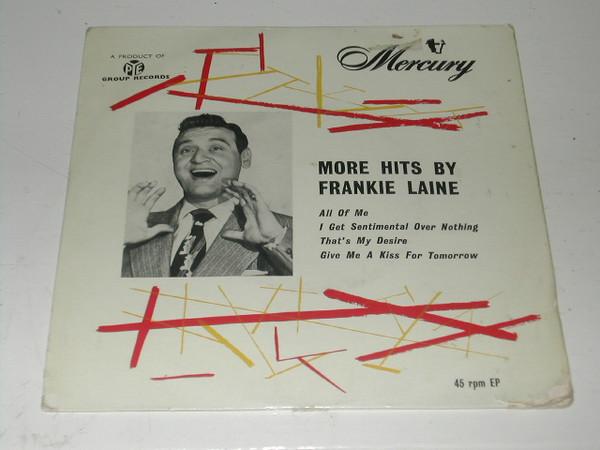 A PRODUCT OF
PYE
GROUP RECORDS
Mercury
MORE HITS BY
FRANKIE LAINE
All Of Me
I Get Sentimental Over Nothing
That's My Desire
Give Me A Kiss For Tomorrow
45 rpm EP